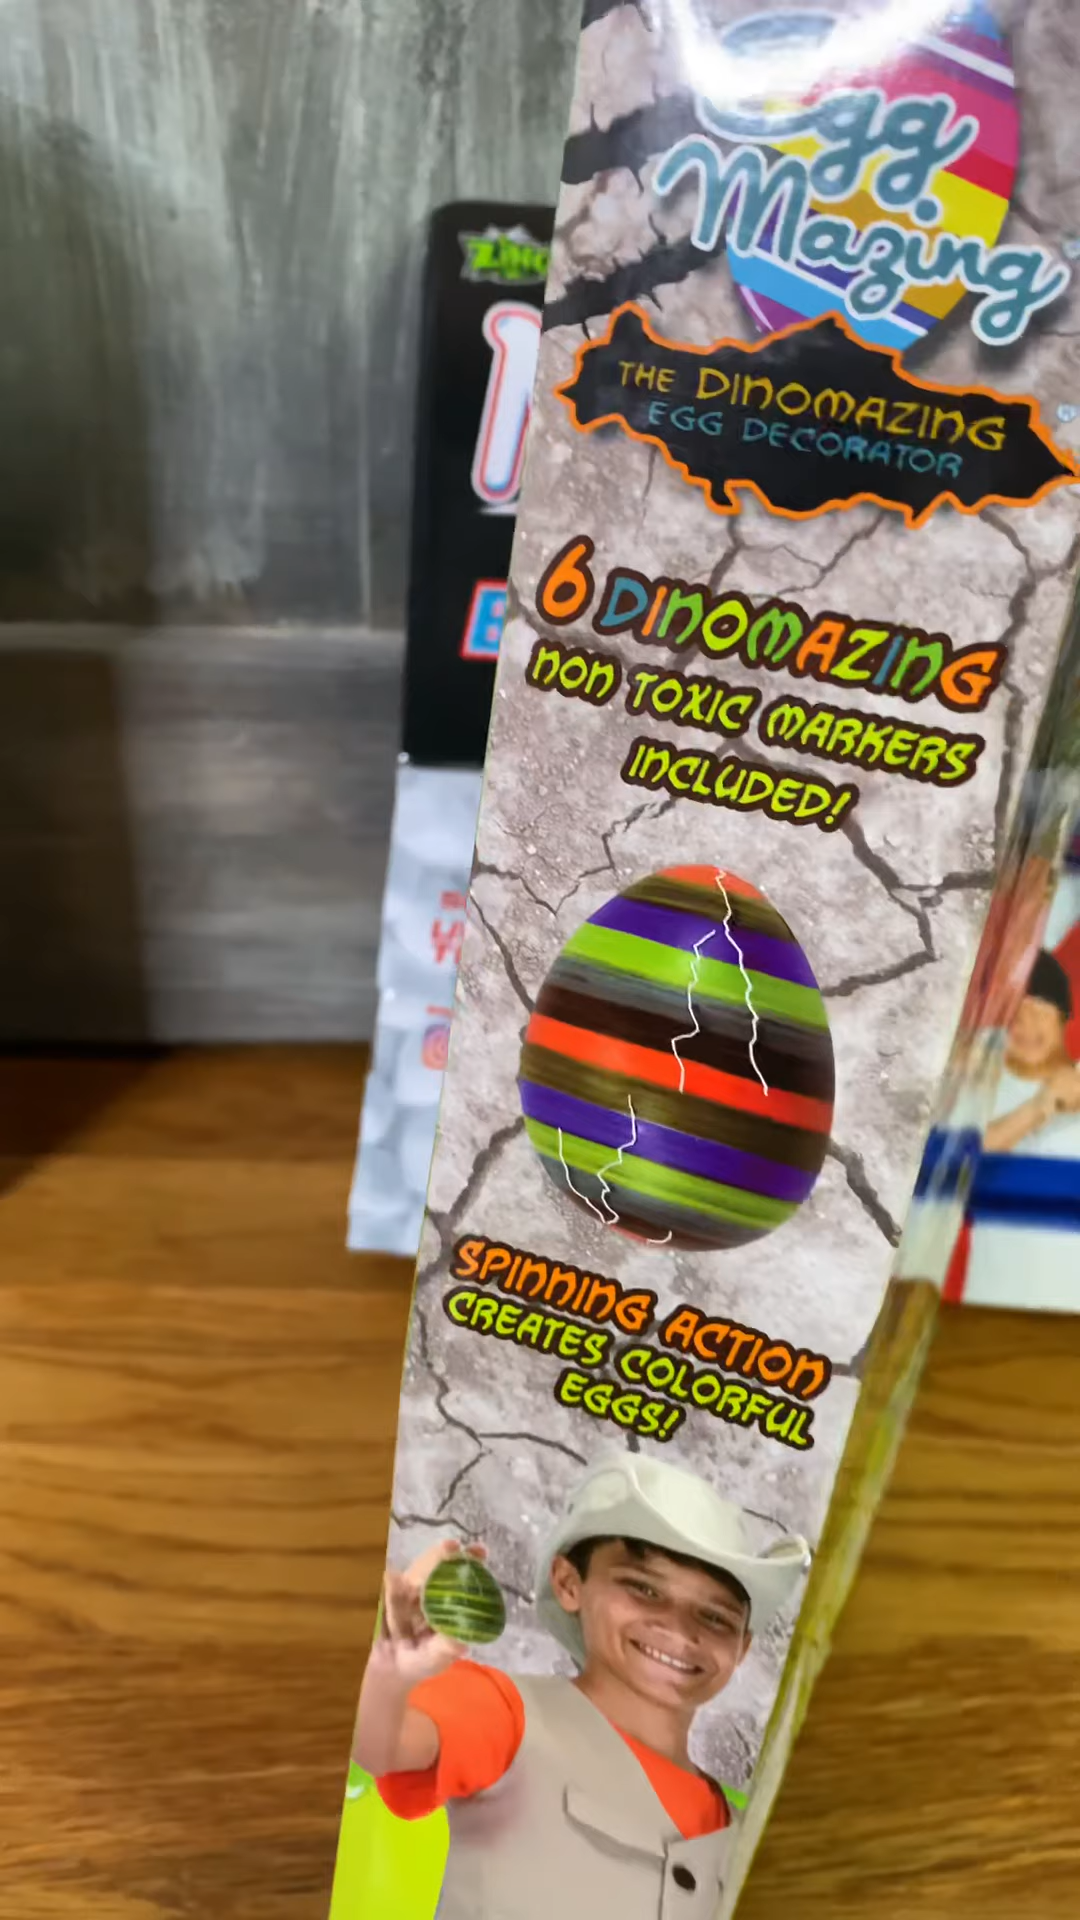 Egg
Mazing
THE DINOMAZING
EGG DECORATOR
6 DINOMAZING
NON TOXIC MARKERS
INCLUDED!
SPINNING ACTION
CREATES COLORFUL
EGGS!